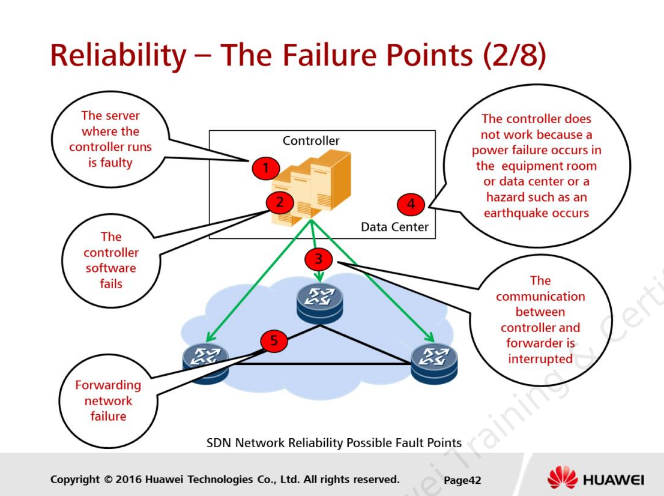 Reliability – The Failure Points (2/8)
The server
where the
controller runs
is faulty
The controller does
not work because a
power failure occurs in
the equipment room
or data center or a
hazard such as an
earthquake occurs
Controller
1
2
4
Data Center
The
controller
software
fails
3
The
communication
between
controller and
forwarder is
interrupted
5
Forwarding
network
failure
SDN Network Reliability Possible Fault Points
Training & Certi
Copyright © 2016 Huawei Technologies Co., Ltd. All rights reserved.
Page42
HUAWEI